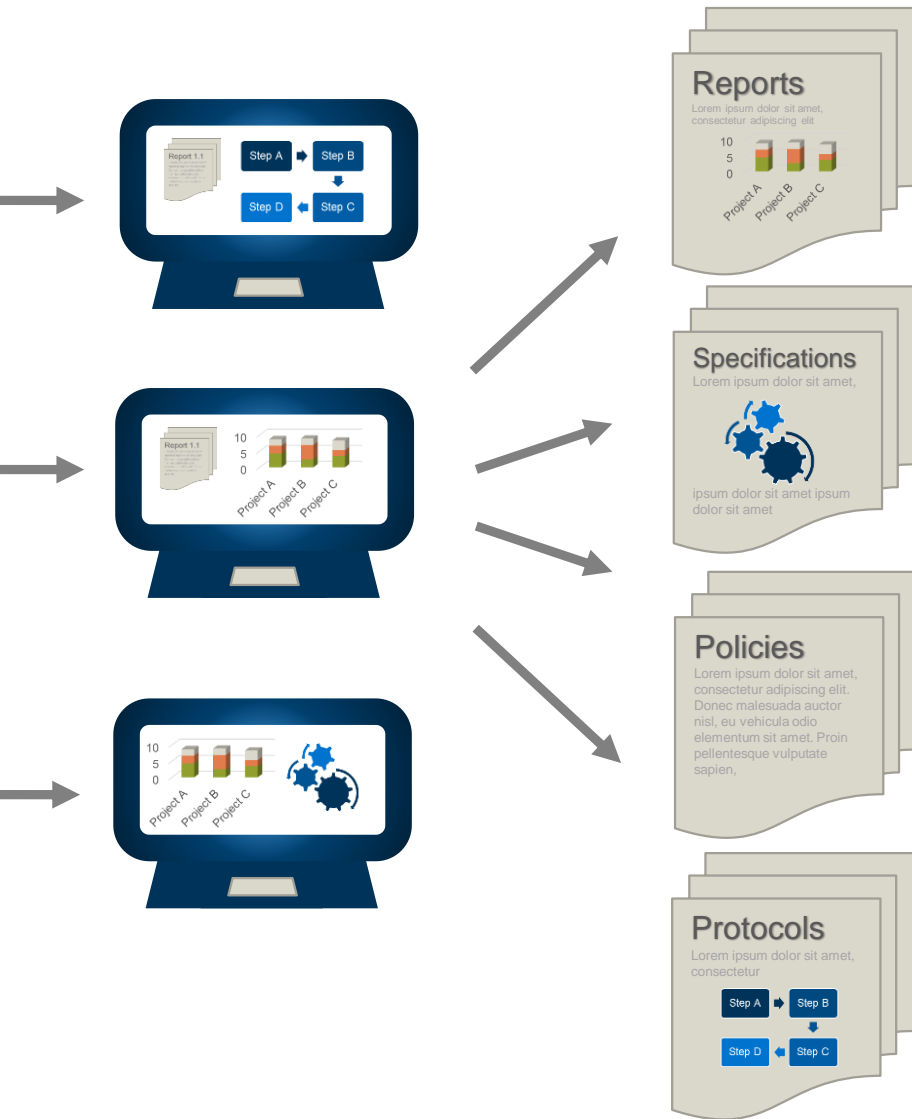 Report 1.1
Step A
Step B
Step D
Step C
Report 1.1
10
5
0
Project A
Project B
Project C
10
5
0
Project A
Project B
Project C
Reports
Lorem ipsum dolor sit amet,
consectetur adipiscing elit
10
5
0
Project A
Project B
Project C
Specifications
Lorem ipsum dolor sit amet,
ipsum dolor sit amet ipsum
dolor sit amet
Policies
Lorem ipsum dolor sit amet,
consectetur adipiscing elit.
Donec malesuada auctor
nisl, eu vehicula odio
elementum sit amet. Proin
pellentesque vulputate
sapien,
Protocols
Lorem ipsum dolor sit amet,
consectetur
Step A
Step B
Step D
Step C